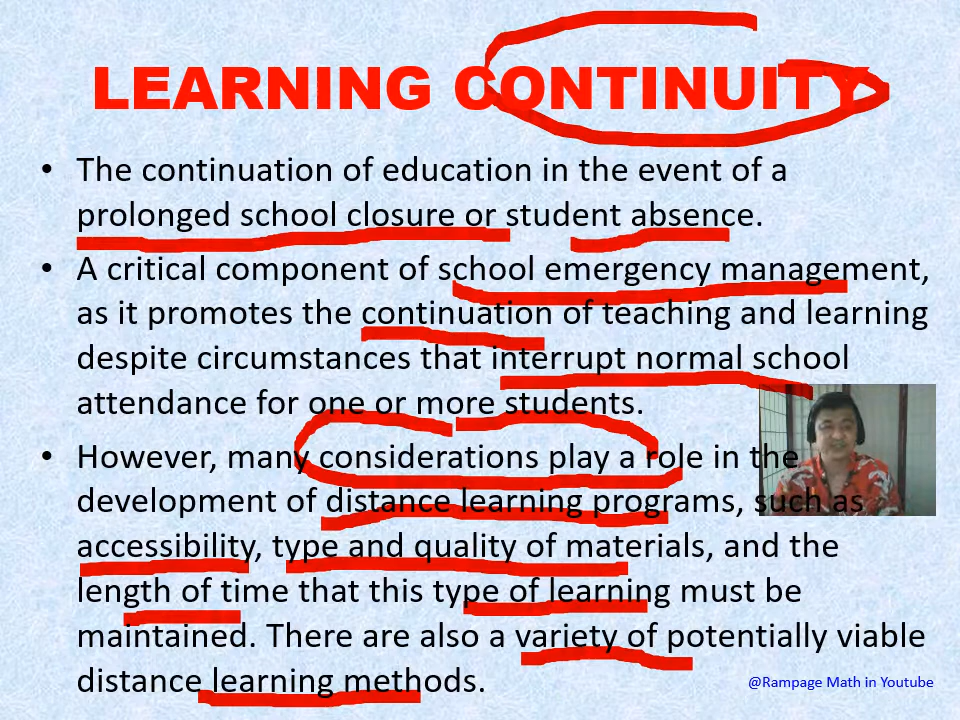 LEARNING CONTINUITY
• The continuation of education in the event of a
prolonged school closure or student absence.
• A critical component of school emergency management,
as it promotes the continuation of teaching and learning
despite circumstances that interrupt normal school
attendance for one or more students.
• However, many considerations play a role in the
development of distance learning programs, such as
accessibility, type and quality of materials, and the
length of time that this type of learning must be
maintained. There are also a variety of potentially viable
distance learning methods.
@Rampage Math in Youtube